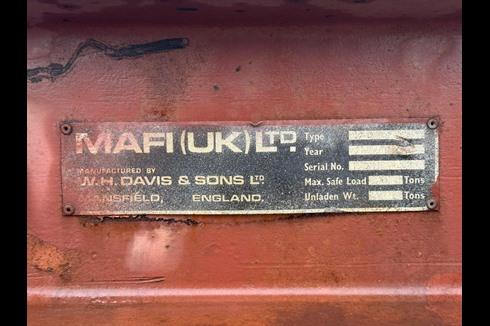 MAFI (UK) LTD.
MANUFACTURED BY
W.H. DAVIS & SONS LTD.
MANSFIELD, ENGLAND.
Type
Year
Serial No.
Max. Safe Load Tons
Unladen Wt. Tons